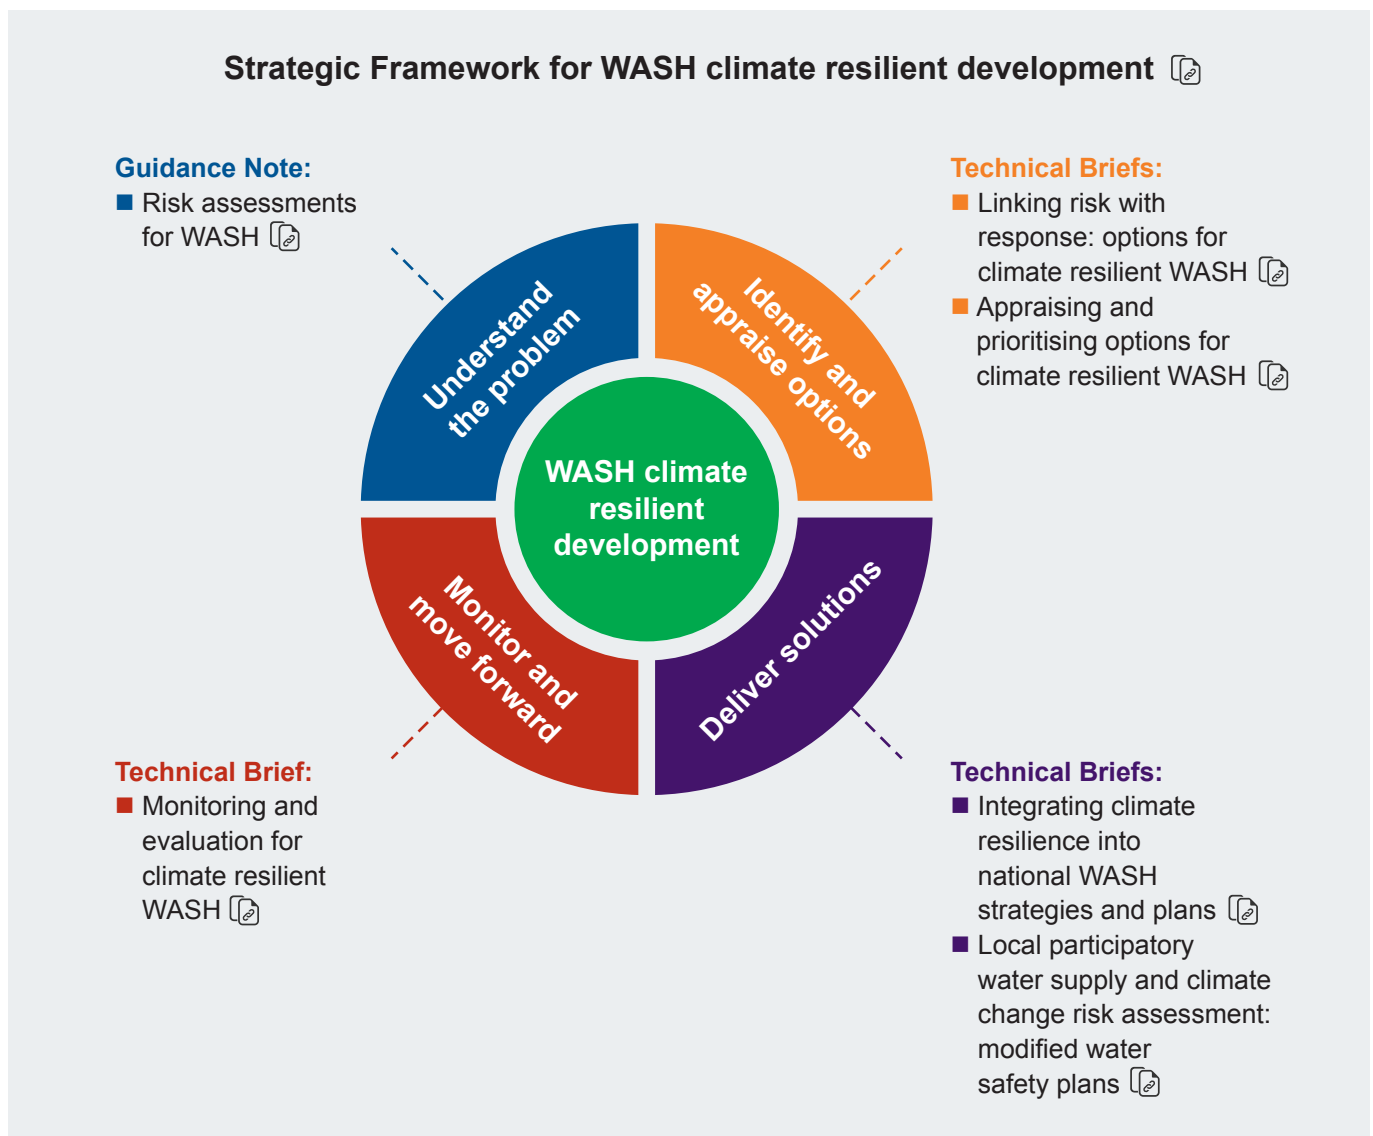 Strategic Framework for WASH climate resilient development
Guidance Note:
Risk assessments
for WASH
Technical Briefs:
Linking risk with
response: options for
climate resilient WASH
Appraising and
prioritising options for
climate resilient WASH
Understand
the problem
Identify and
appraise options
WASH climate
resilient
development
Monitor and
move forward
Deliver solutions
Technical Brief:
Monitoring and
evaluation for
climate resilient
WASH
Technical Briefs:
Integrating climate
resilience into
national WASH
strategies and plans
Local participatory
water supply and climate
change risk assessment:
modified water
safety plans